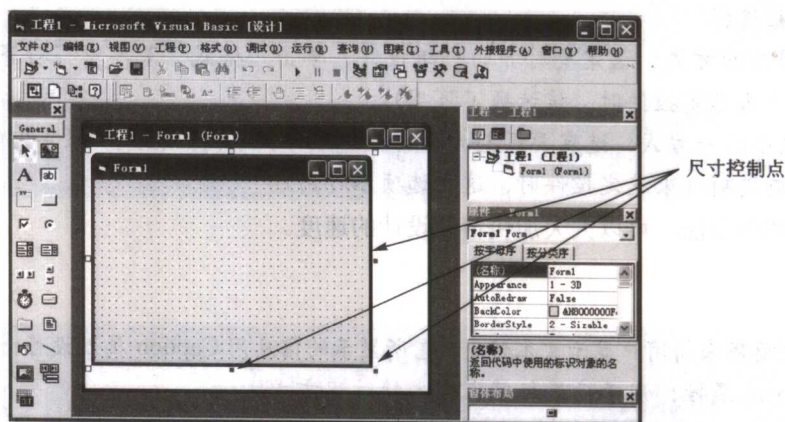 工程1 - Microsoft Visual Basic [设计]
文件(F) 编辑(E) 视图(V) 工程(P) 格式(O) 调试(D) 运行(R) 查询(U) 图表(I) 工具(T) 外接程序(A) 窗口(W) 帮助(H)
General
工程1 - Form1 (Form)
Form1
工程 - 工程1
工程1 (工程1)
Form1 (Form1)
尺寸控制点
属性 - Form1
Form1 Form
按字母序 按分类序
(名称) Form1
Appearance 1 - 3D
AutoRedraw False
BackColor &H8000000F&
BorderStyle 2 - Sizable
(名称)
返回代码中使用的标识对象的名称。
窗体布局